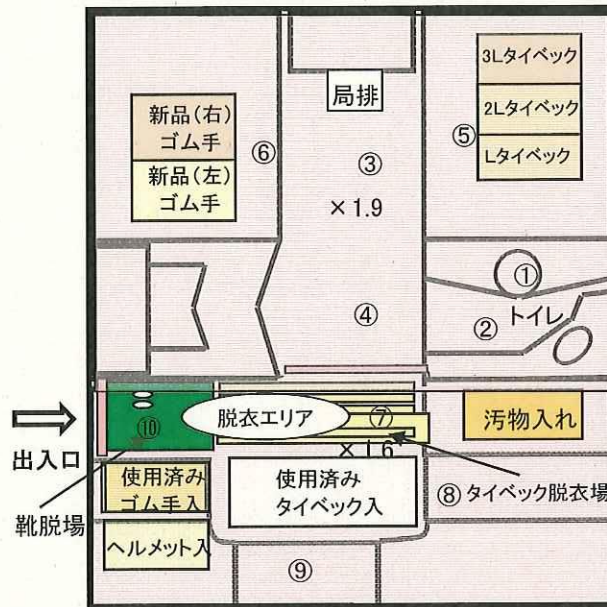 3Lタイベック
2Lタイベック
Lタイベック
⑤
局排
新品(右)
ゴム手
新品(左)
ゴム手
⑥
③
×1.9
④
①
② トイレ
出入口
⑩
脱衣エリア
⑦
×1.6
汚物入れ
靴脱場
使用済み
ゴム手入
使用済み
タイベック入
⑧タイベック脱衣場
ヘルメット入
⑨